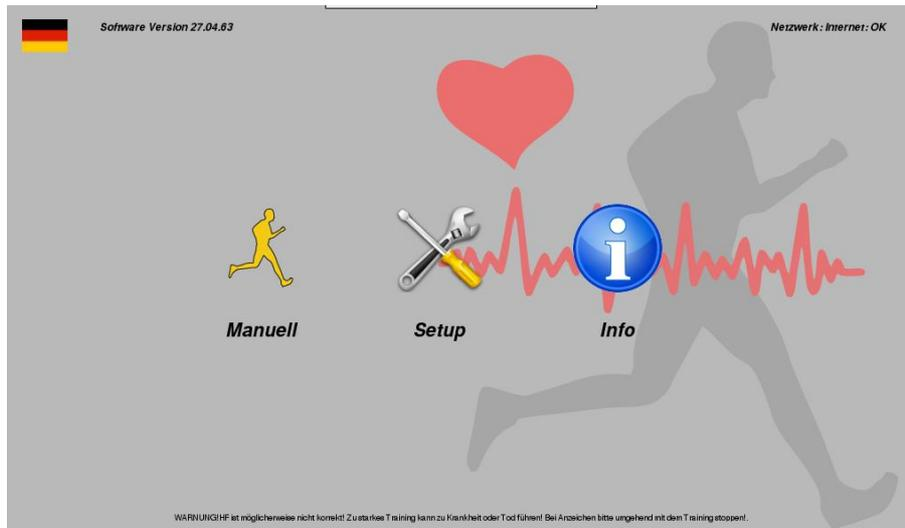 Software Version 27.04.63
Netzwerk: Internet: OK
Manuell
Setup
Info
WARNUNG!HF ist möglicherweise nicht korrekt! Zu starkes Training kann zu Krankheit oder Tod führen! Bei Anzeichen bitte umgehend mit dem Training stoppen!.